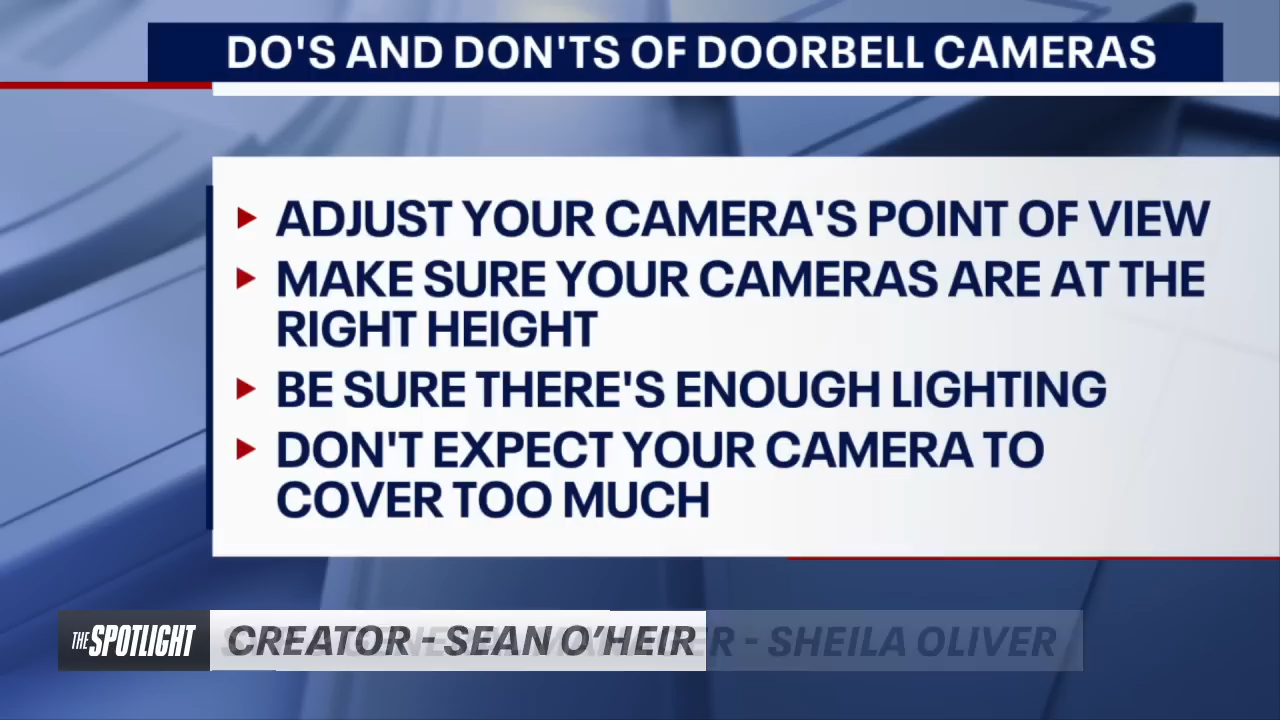 DO'S AND DON'TS OF DOORBELL CAMERAS
ADJUST YOUR CAMERA'S POINT OF VIEW
MAKE SURE YOUR CAMERAS ARE AT THE
RIGHT HEIGHT
BE SURE THERE'S ENOUGH LIGHTING
DON'T EXPECT YOUR CAMERA TO
COVER TOO MUCH
THE SPOTLIGHT
CREATOR - SEAN O'HEIR
- SHEILA OLIVER